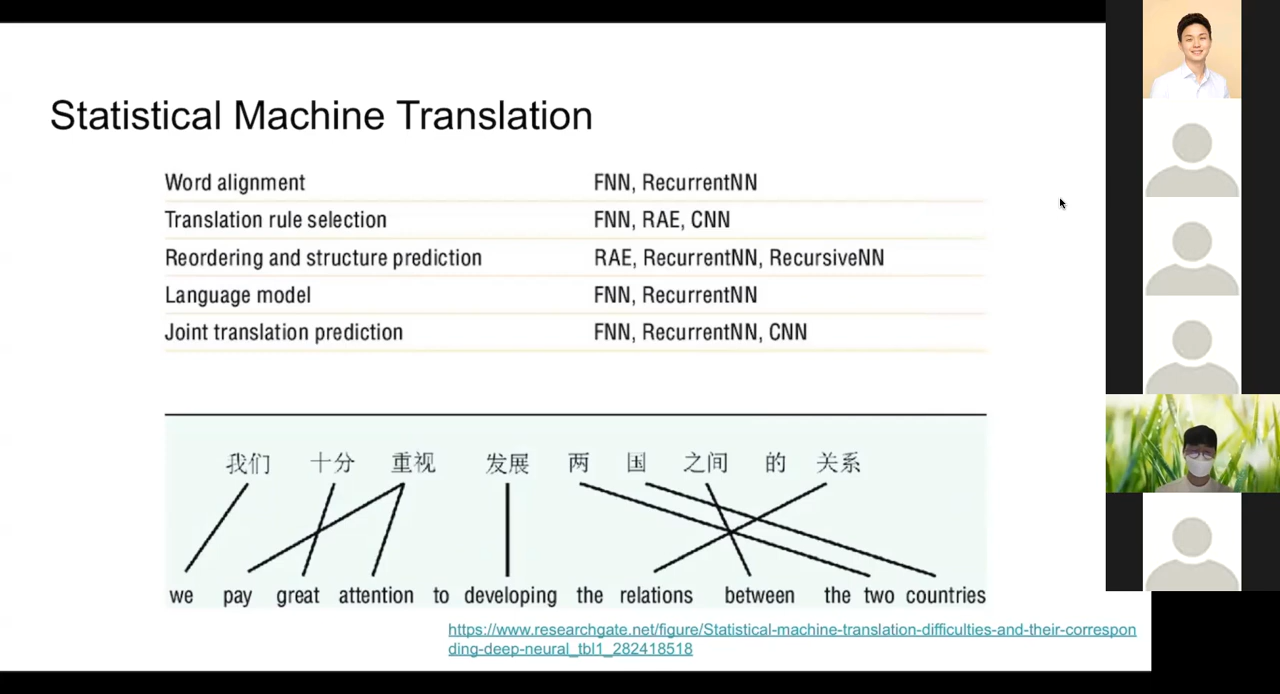 Statistical Machine Translation
Word alignment FNN, RecurrentNN
Translation rule selection FNN, RAE, CNN
Reordering and structure prediction RAE, RecurrentNN, RecursiveNN
Language model FNN, RecurrentNN
Joint translation prediction FNN, RecurrentNN, CNN
我们 十分 重视 发展 两 国 之间 的 关系
we pay great attention to developing the relations between the two countries
https://www.researchgate.net/figure/Statistical-machine-translation-difficulties-and-their-correspon
ding-deep-neural_tbl1_282418518